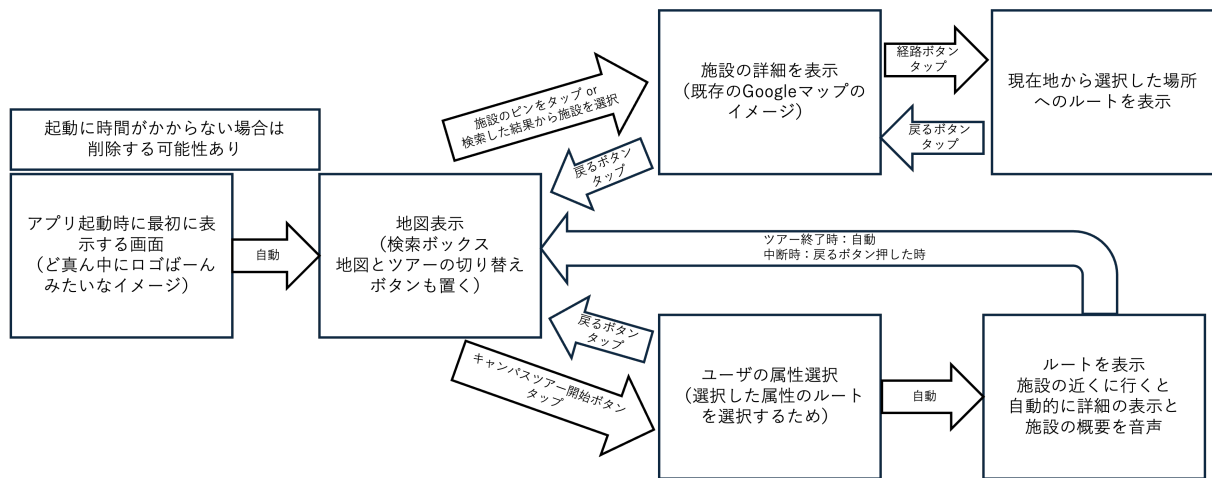 起動に時間がかからない場合は
削除する可能性あり
アプリ起動時に最初に表
示する画面
（ど真ん中にロゴばーん
みたいなイメージ）
自動
地図表示
（検索ボックス
地図とツアーの切り替え
ボタンも置く）
施設のピンをタップ or
検索した結果から施設を選択
戻るボタン
タップ
施設の詳細を表示
（既存のGoogleマップの
イメージ）
経路ボタン
タップ
戻るボタン
タップ
現在地から選択した場所
へのルートを表示
ツアー終了時：自動
中断時：戻るボタン押した時
戻るボタン
タップ
キャンパスツアー開始ボタン
タップ
ユーザの属性選択
（選択した属性のルート
を選択するため）
自動
ルートを表示
施設の近くに行くと
自動的に詳細の表示と
施設の概要を音声